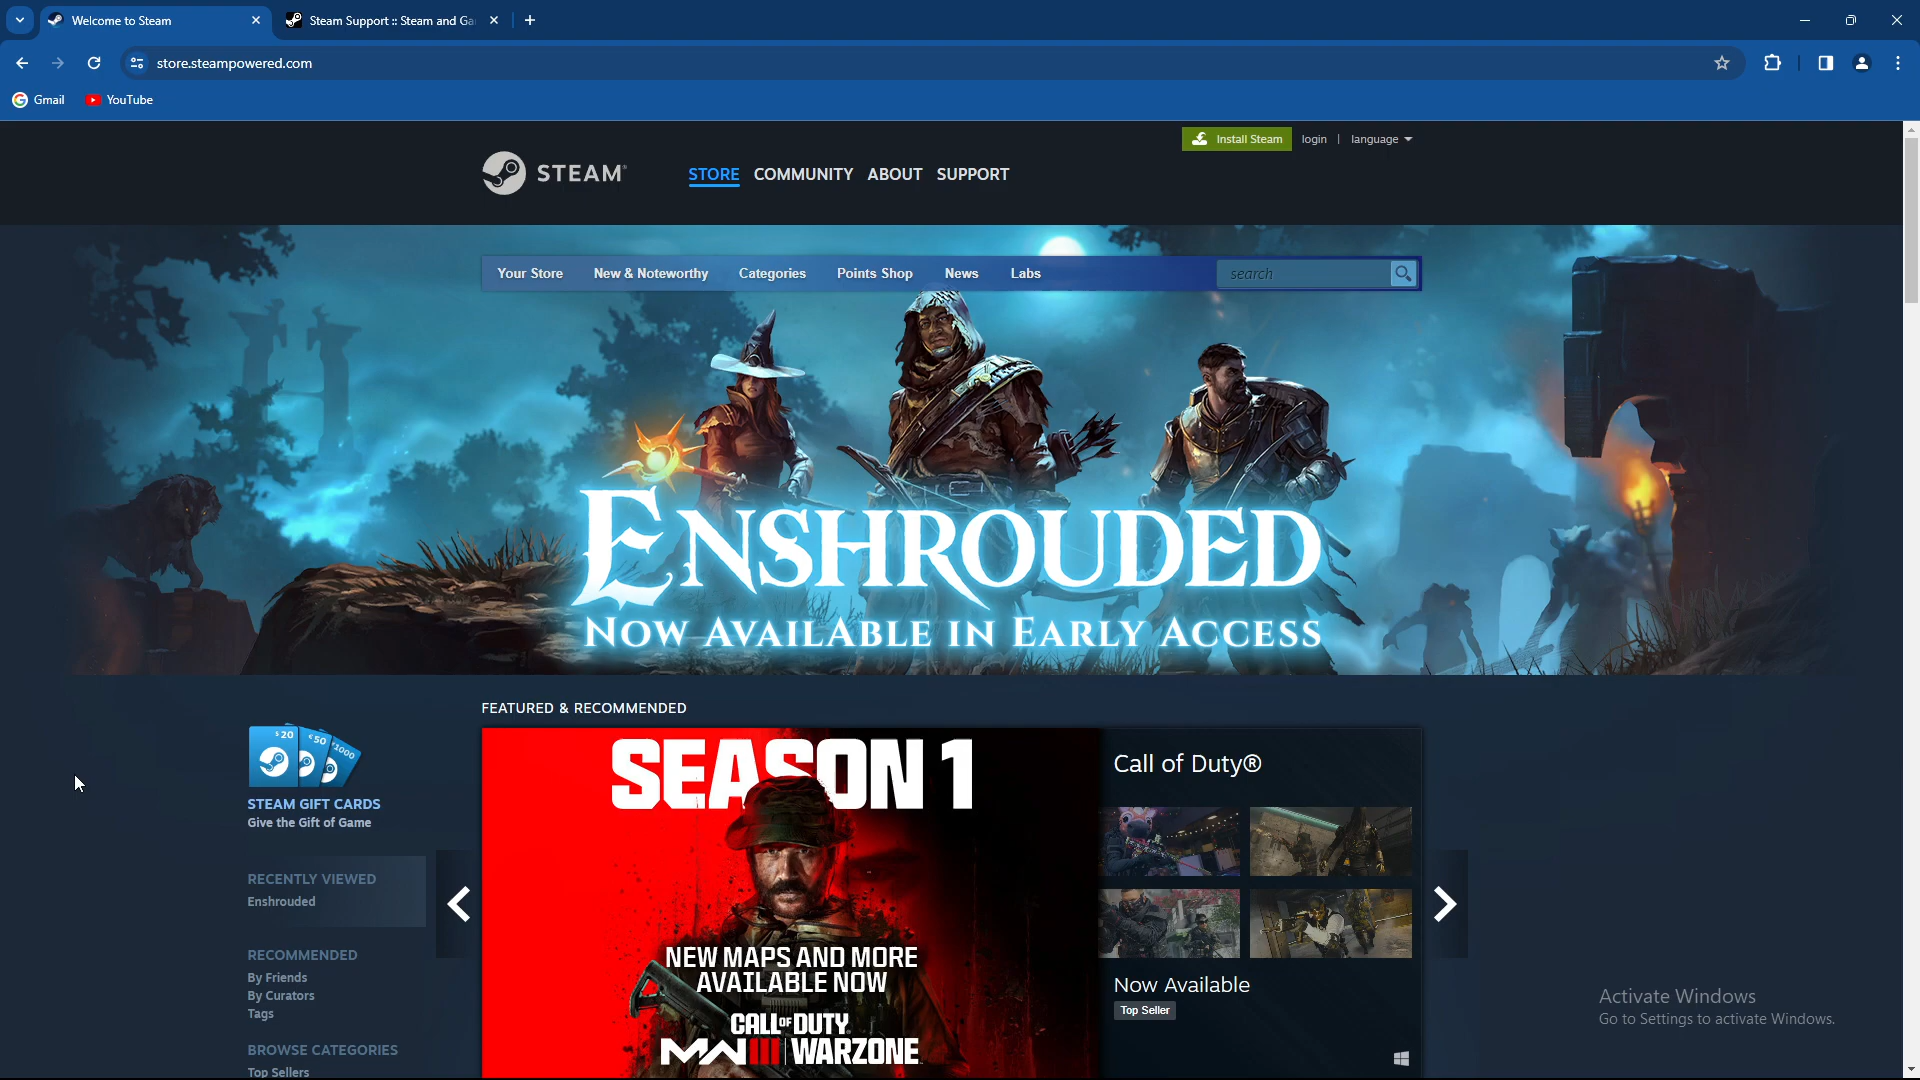 Welcome to Steam
Steam Support :: Steam and Ga
store.steampowered.com
Gmail
YouTube
Install Steam
login
language
STEAM
STORE
COMMUNITY
ABOUT
SUPPORT
Your Store
New & Noteworthy
Categories
Points Shop
News
Labs
search
ENSHROUDED
NOW AVAILABLE IN EARLY ACCESS
FEATURED & RECOMMENDED
$20
€50
1000
STEAM GIFT CARDS
Give the Gift of Game
RECENTLY VIEWED
Enshrouded
RECOMMENDED
By Friends
By Curators
Tags
BROWSE CATEGORIES
Top Sellers
SEASON 1
NEW MAPS AND MORE
AVAILABLE NOW
CALL OF DUTY
MWIII | WARZONE
Call of Duty®
Now Available
Top Seller
Activate Windows
Go to Settings to activate Windows.